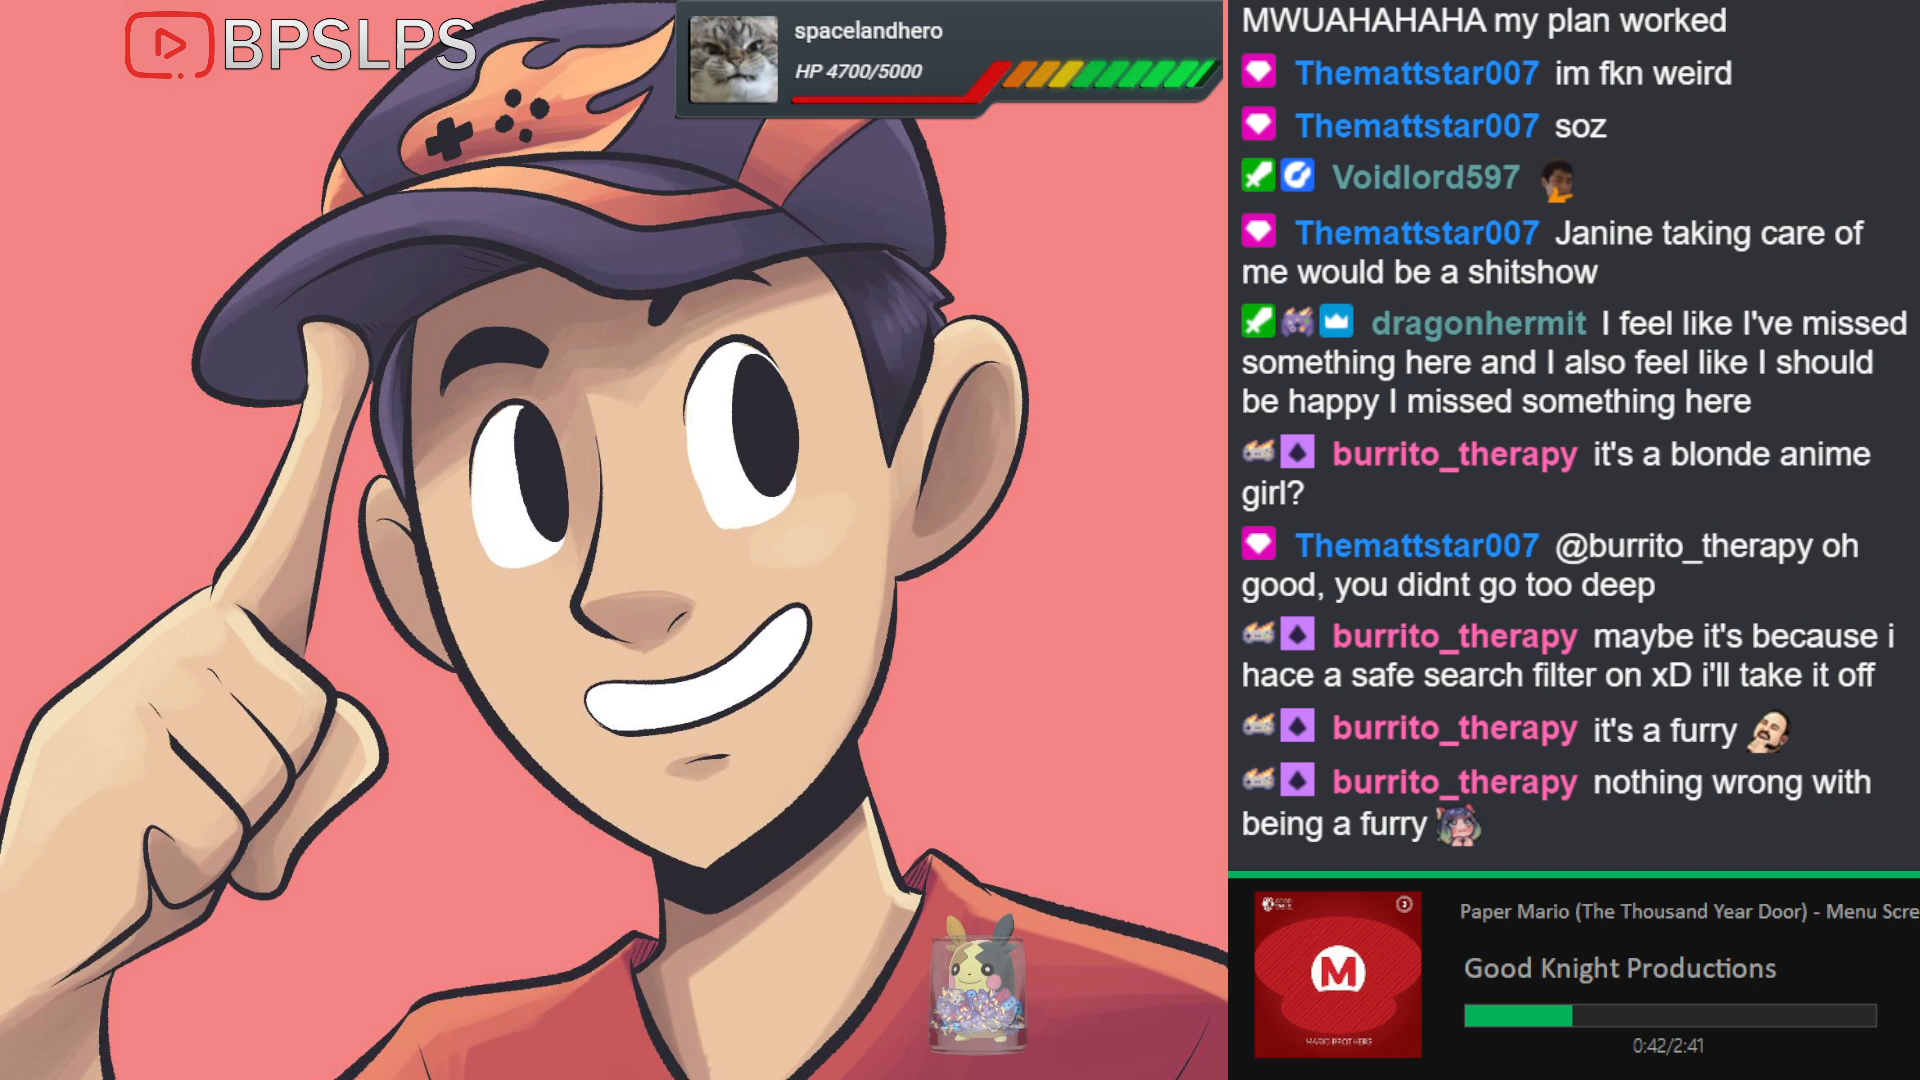 BPSLPS
spacelandhero
HP 4700/5000
MWUAHAHAHA my plan worked
Themattstar007 im fkn weird
Themattstar007 soz
Voidlord597
Themattstar007 Janine taking care of
me would be a shitshow
dragonhermit I feel like I've missed
something here and I also feel like I should
be happy I missed something here
burrito_therapy it's a blonde anime
girl?
Themattstar007 @burrito_therapy oh
good, you didnt go too deep
burrito_therapy maybe it's because i
hace a safe search filter on xD i'll take it off
burrito_therapy it's a furry
burrito_therapy nothing wrong with
being a furry
Paper Mario (The Thousand Year Door) - Menu Scre
Good Knight Productions
M
MARIO BROTHERS
0:42/2:41